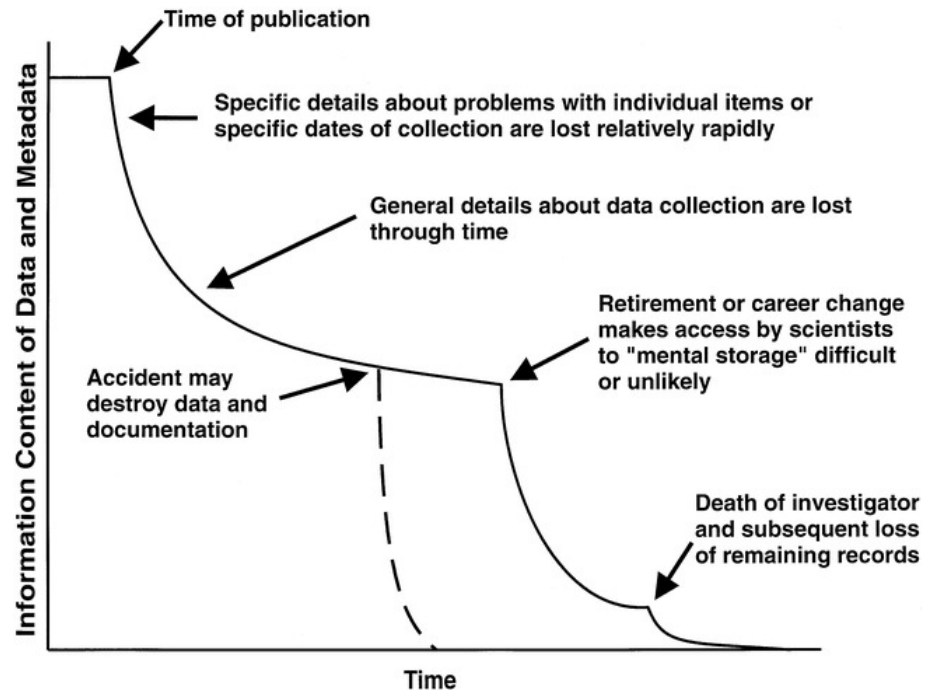 Time of publication
Specific details about problems with individual items or
specific dates of collection are lost relatively rapidly
General details about data collection are lost
through time
Retirement or career change
makes access by scientists
to "mental storage" difficult
or unlikely
Accident may
destroy data and
documentation
Death of investigator
and subsequent loss
of remaining records
Information Content of Data and Metadata
Time